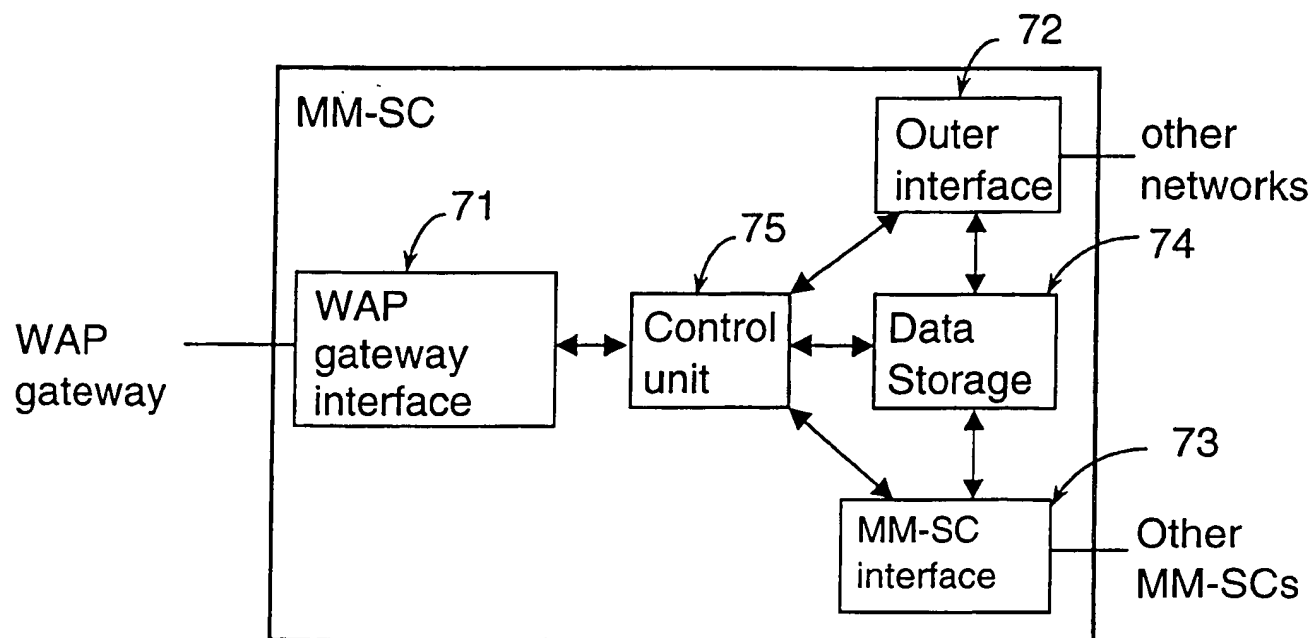 72
MM-SC
Outer
interface
other
networks
71
75
74
WAP
gateway
WAP
gateway
interface
Control
unit
Data
Storage
73
MM-SC
interface
Other
MM-SCs